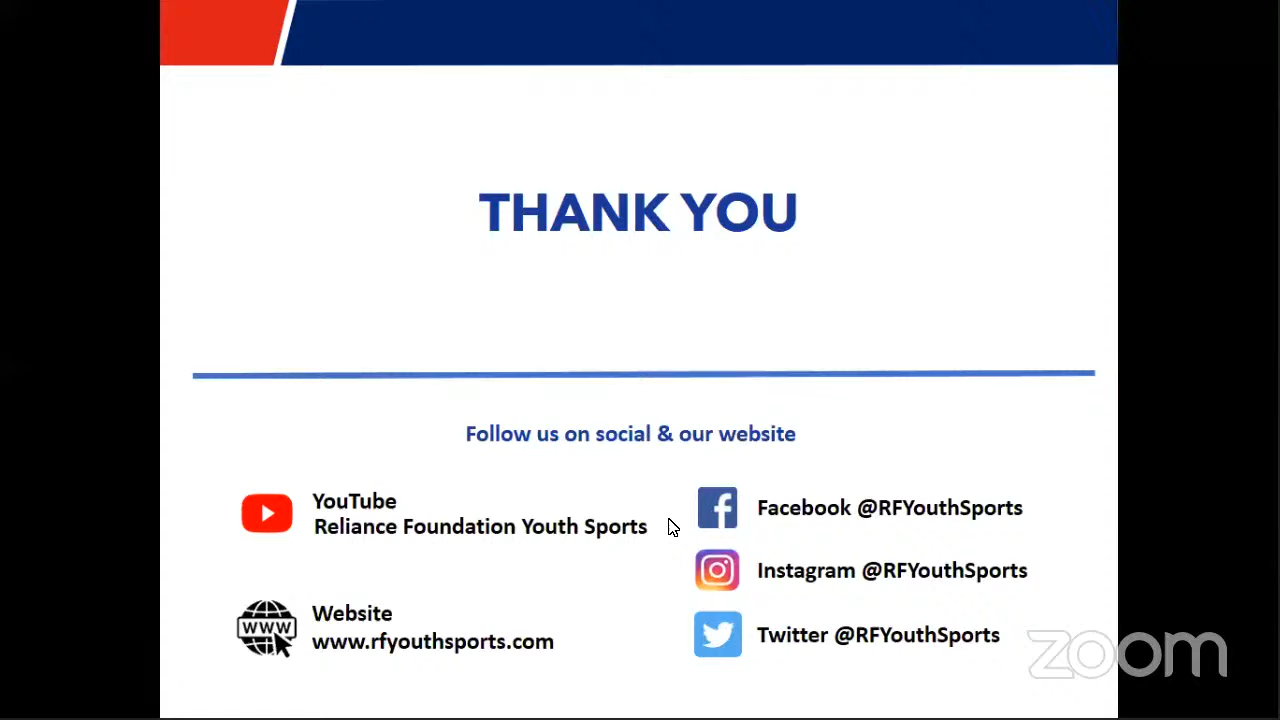 THANK YOU
Follow us on social & our website
YouTube
Reliance Foundation Youth Sports
Website
www.rfyouthsports.com
WWW
Facebook @RFYouthSports
Instagram @RFYouthSports
Twitter @RFYouthSports
zoom